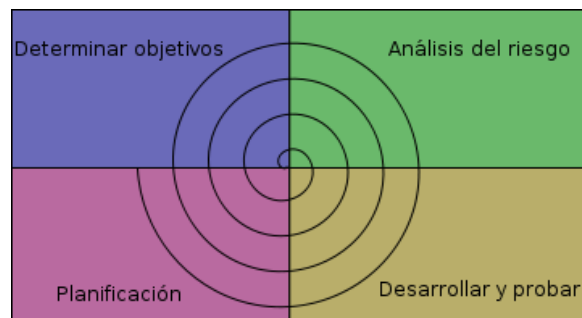 Determinar objetivos
Análisis del riesgo
Planificación
Desarrollar y probar